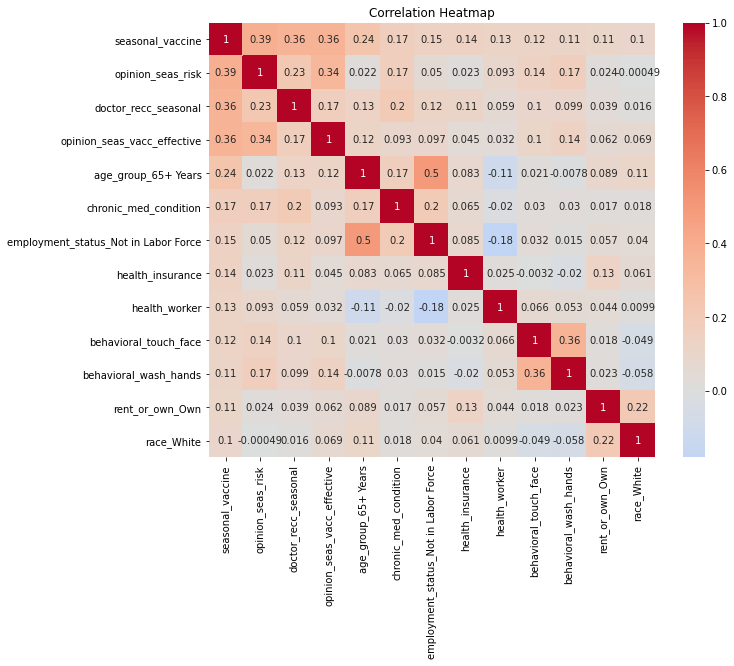 Correlation Heatmap
seasonal_vaccine 1 0.39 0.36 0.36 0.24 0.17 0.15 0.14 0.13 0.12 0.11 0.11 0.1
opinion_seas_risk 0.39 1 0.23 0.34 0.022 0.17 0.05 0.023 0.093 0.14 0.17 0.024 -0.00049
doctor_recc_seasonal 0.36 0.23 1 0.17 0.13 0.2 0.12 0.11 0.059 0.1 0.099 0.039 0.016
opinion_seas_vacc_effective 0.36 0.34 0.17 1 0.12 0.093 0.097 0.045 0.032 0.1 0.14 0.062 0.069
age_group_65+ Years 0.24 0.022 0.13 0.12 1 0.17 0.5 0.083 -0.11 0.021 -0.0078 0.089 0.11
chronic_med_condition 0.17 0.17 0.2 0.093 0.17 1 0.2 0.065 -0.02 0.03 0.03 0.017 0.018
employment_status_Not in Labor Force 0.15 0.05 0.12 0.097 0.5 0.2 1 0.085 -0.18 0.032 0.015 0.057 0.04
health_insurance 0.14 0.023 0.11 0.045 0.083 0.065 0.085 1 0.025 -0.0032 -0.02 0.13 0.061
health_worker 0.13 0.093 0.059 0.032 -0.11 -0.02 -0.18 0.025 1 0.066 0.053 0.044 0.0099
behavioral_touch_face 0.12 0.14 0.1 0.1 0.021 0.03 0.032 -0.0032 0.066 1 0.36 0.018 -0.049
behavioral_wash_hands 0.11 0.17 0.099 0.14 -0.0078 0.03 0.015 -0.02 0.053 0.36 1 0.023 -0.058
rent_or_own_Own 0.11 0.024 0.039 0.062 0.089 0.017 0.057 0.13 0.044 0.018 0.023 1 0.22
race_White 0.1 -0.00049 0.016 0.069 0.11 0.018 0.04 0.061 0.0099 -0.049 -0.058 0.22 1
seasonal_vaccine
opinion_seas_risk
doctor_recc_seasonal
opinion_seas_vacc_effective
age_group_65+ Years
chronic_med_condition
employment_status_Not in Labor Force
health_insurance
health_worker
behavioral_touch_face
behavioral_wash_hands
rent_or_own_Own
race_White
1.0
0.8
0.6
0.4
0.2
0.0